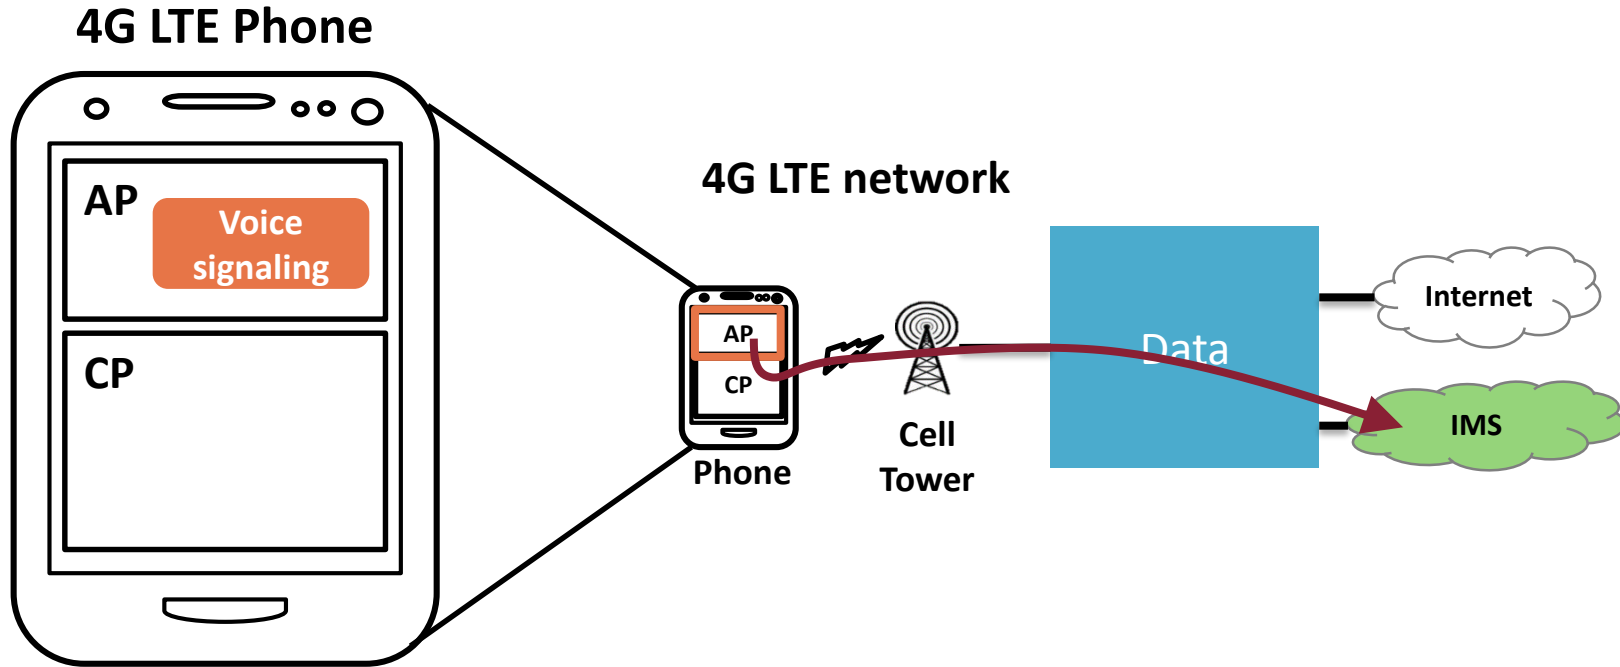 4G LTE Phone
AP
Voice
signaling
CP
4G LTE network
AP
CP
Phone
Cell
Tower
Data
Internet
IMS